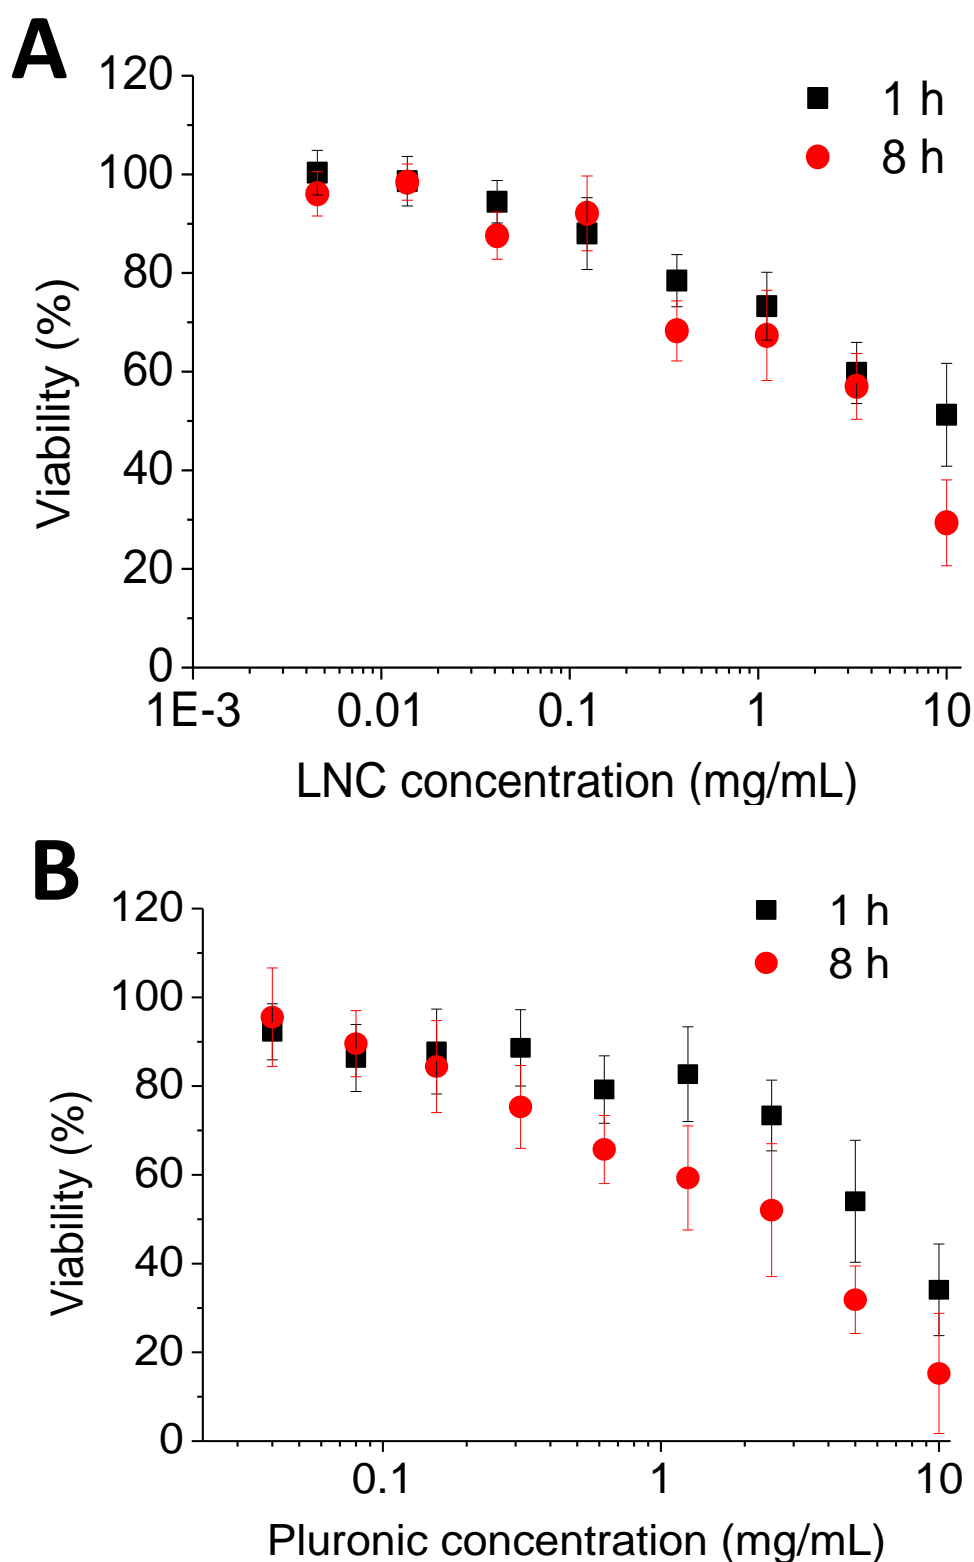 A
1 h
8 h
120
100
80
60
40
20
0
Viability (%)
1E-3 0.01 0.1 1 10
LNC concentration (mg/mL)
B
1 h
8 h
120
100
80
60
40
20
0
Viability (%)
0.1 1 10
Pluronic concentration (mg/mL)